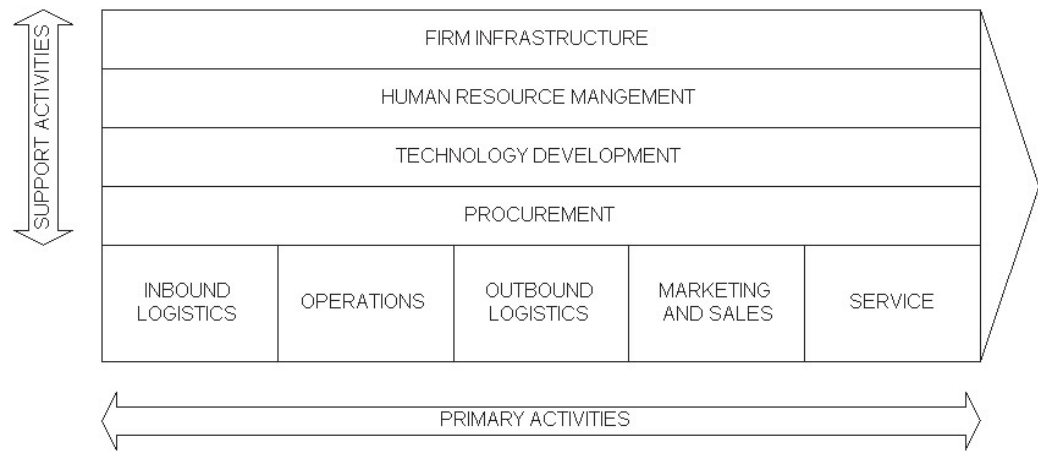 SUPPORT ACTIVITIES
FIRM INFRASTRUCTURE
HUMAN RESOURCE MANGEMENT
TECHNOLOGY DEVELOPMENT
PROCUREMENT
INBOUND
LOGISTICS
OPERATIONS
OUTBOUND
LOGISTICS
MARKETING
AND SALES
SERVICE
PRIMARY ACTIVITIES